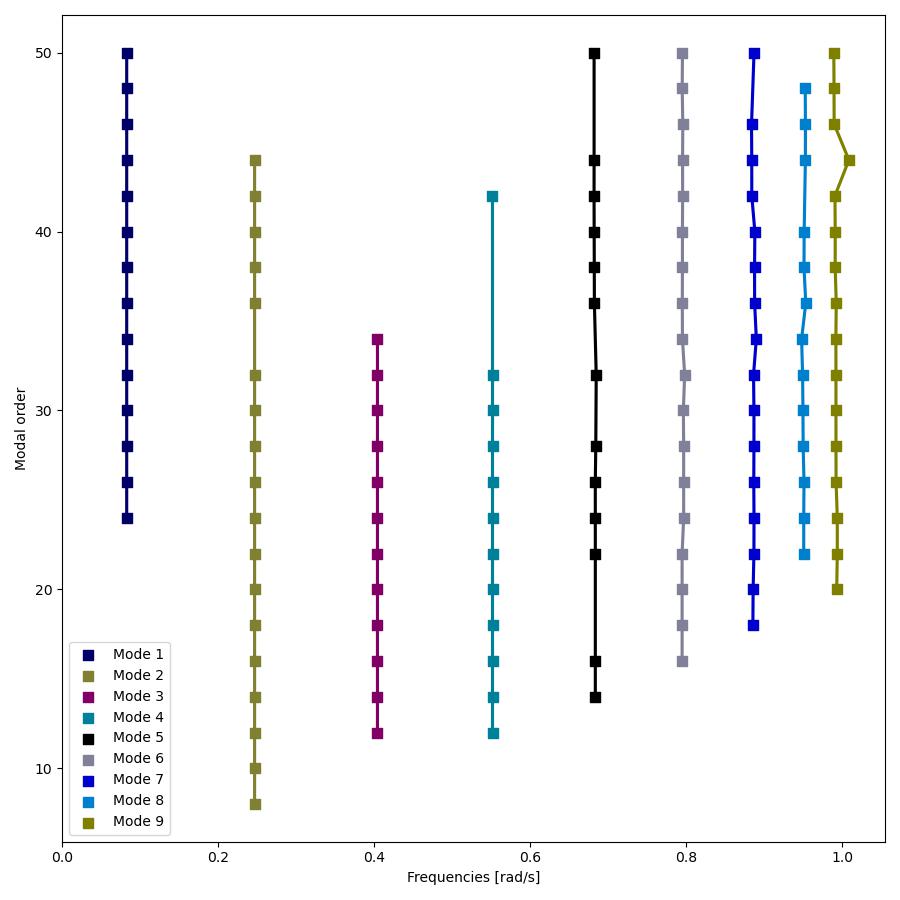 50
40
30
20
10
Modal order
Mode 1
Mode 2
Mode 3
Mode 4
Mode 5
Mode 6
Mode 7
Mode 8
Mode 9
0.0 0.2 0.4 0.6 0.8 1.0
Frequencies [rad/s]